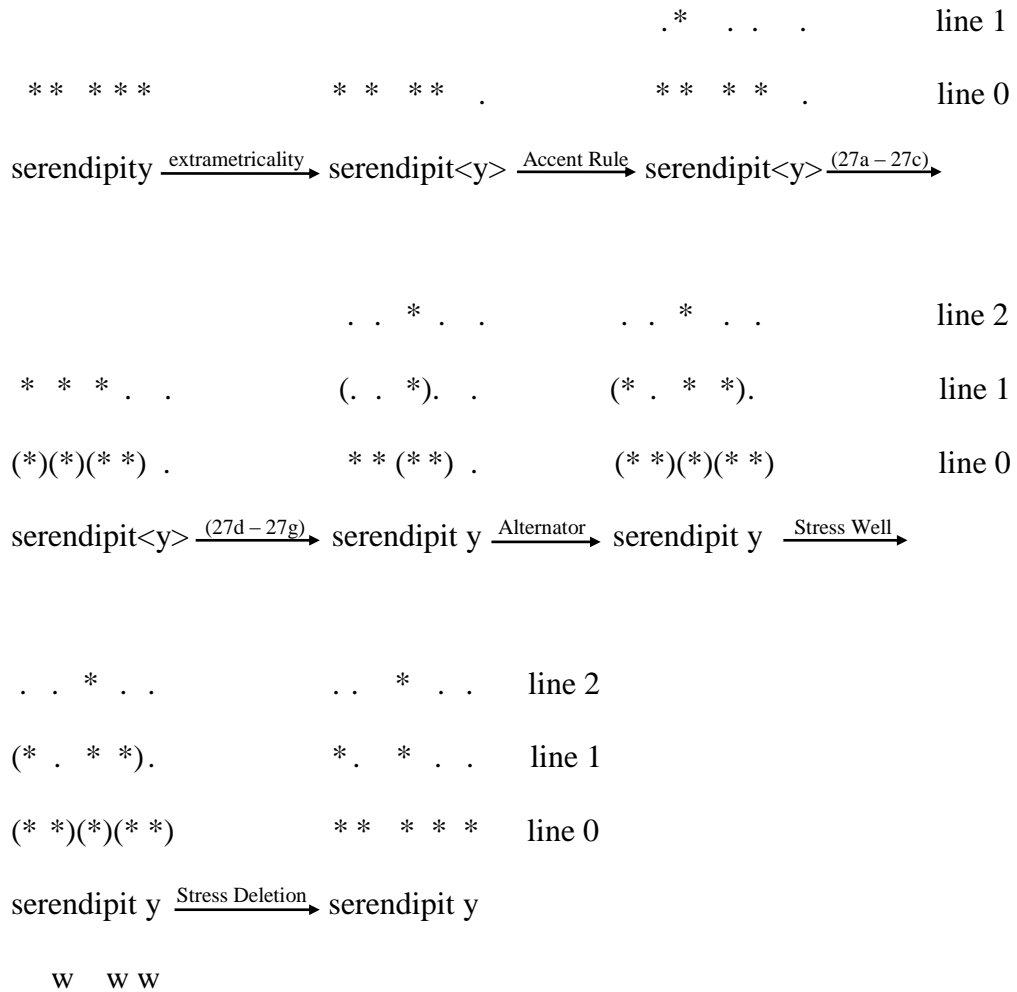 . * . . . line 1
* * * * * * * * * . * * * * . line 0
serendipity extrametricality serendipit<y> Accent Rule serendipit<y> (27a – 27c)
. . * . . . . * . . line 2
* * * . . (. . *). . (* . * *). line 1
(*)(*)(* *) . * * (* *) . (* *)(*)(* *) line 0
serendipit<y> (27d – 27g) serendipit y Alternator serendipit y Stress Well
. . * . . . . * . . line 2
(* . * *). *. * . . line 1
(* *)(*)(* *) * * * * * line 0
serendipit y Stress Deletion serendipit y
w w w